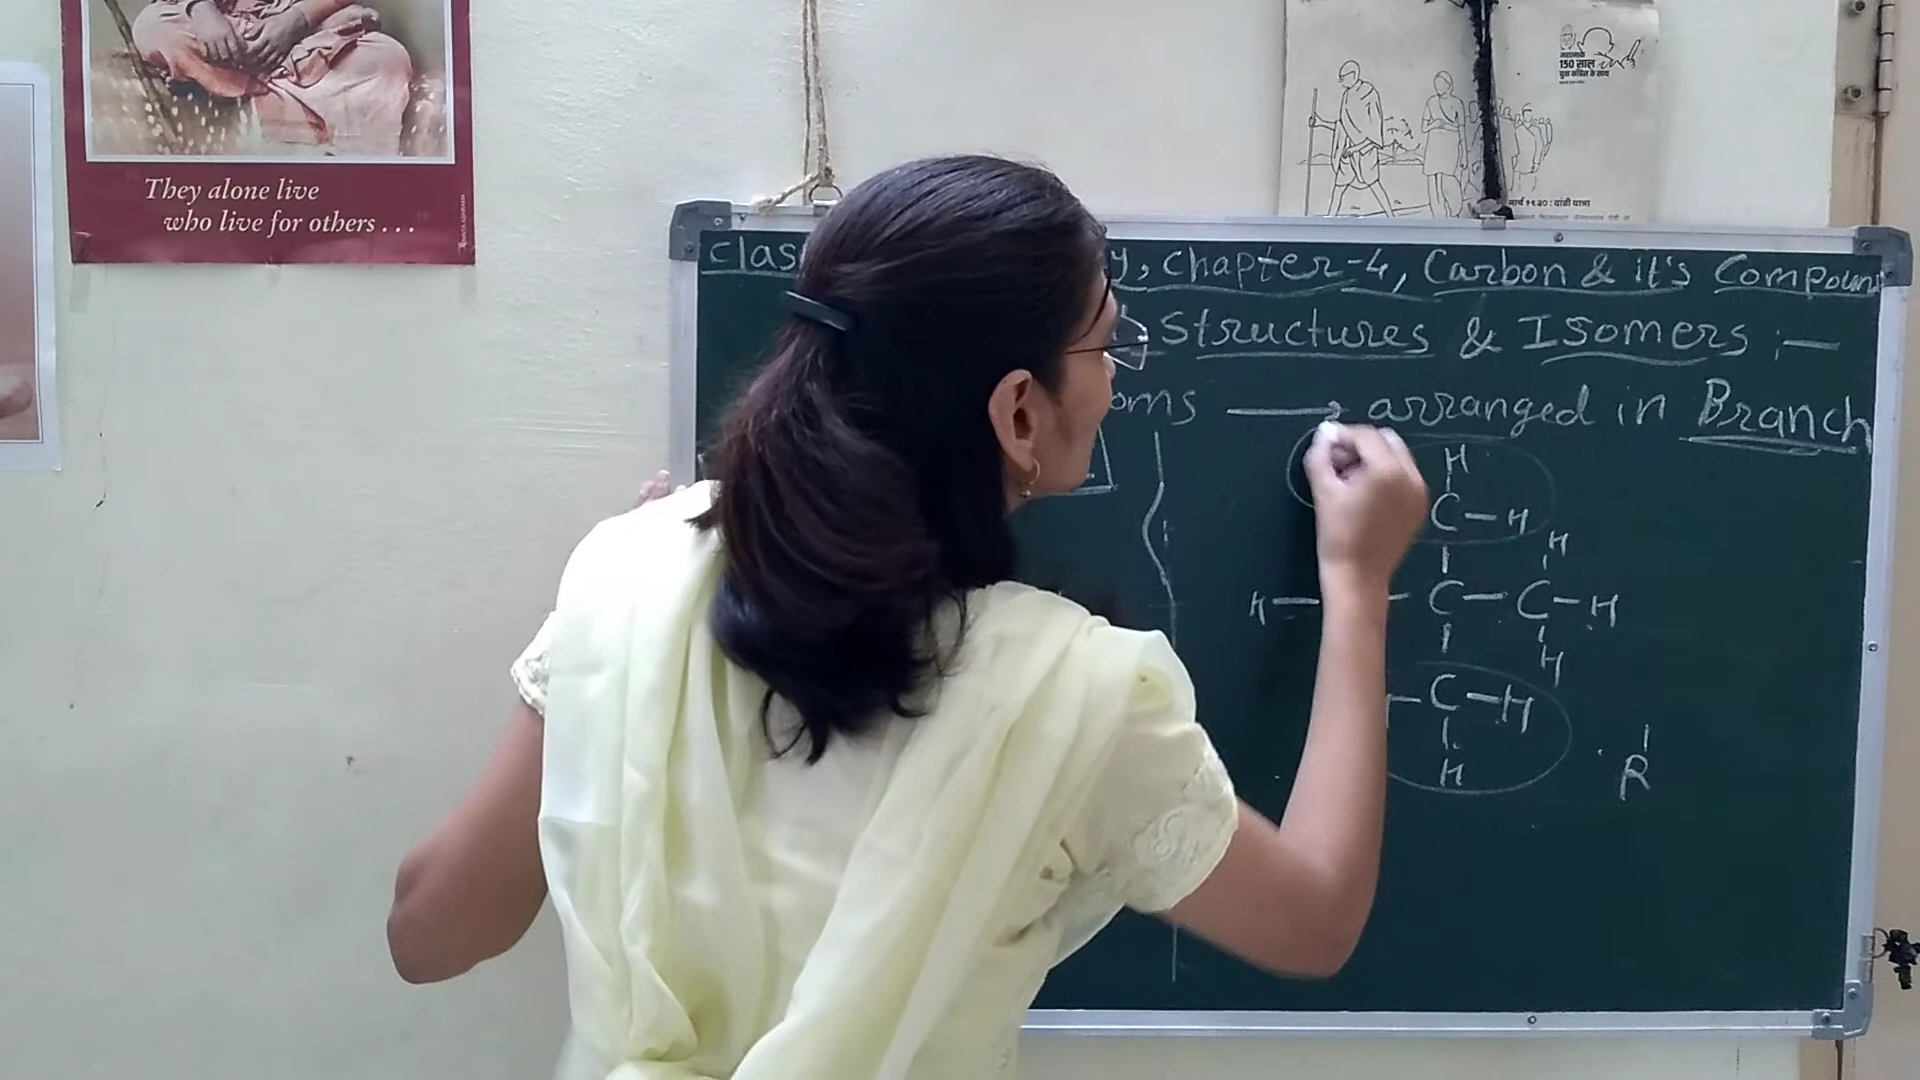 They alone live
who live for others ...
150 साल
युवा कांग्रेस के साथ
मार्च १९३० : दांडी यात्रा
clas y, chapter-4, Carbon & it's Compoun
Structures & Isomers :—
oms → arranged in Branch
H
C - H
H
H - C - C - H
H
C - H
H
R